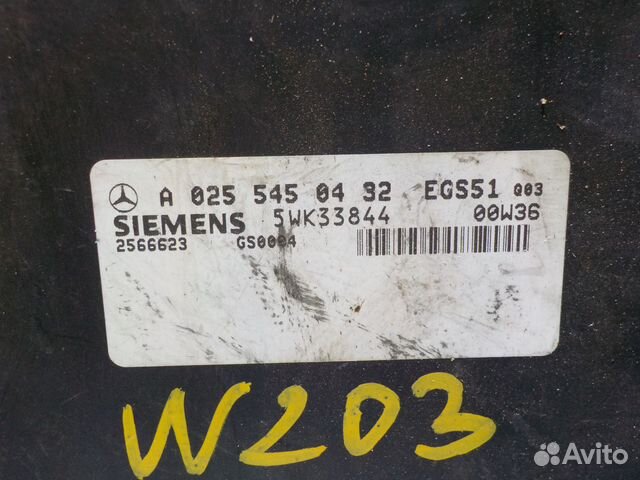 A 025 545 04 32 EGS51 Q03
SIEMENS 5WK33844 00W36
2566623 GS0004
W203
Avito